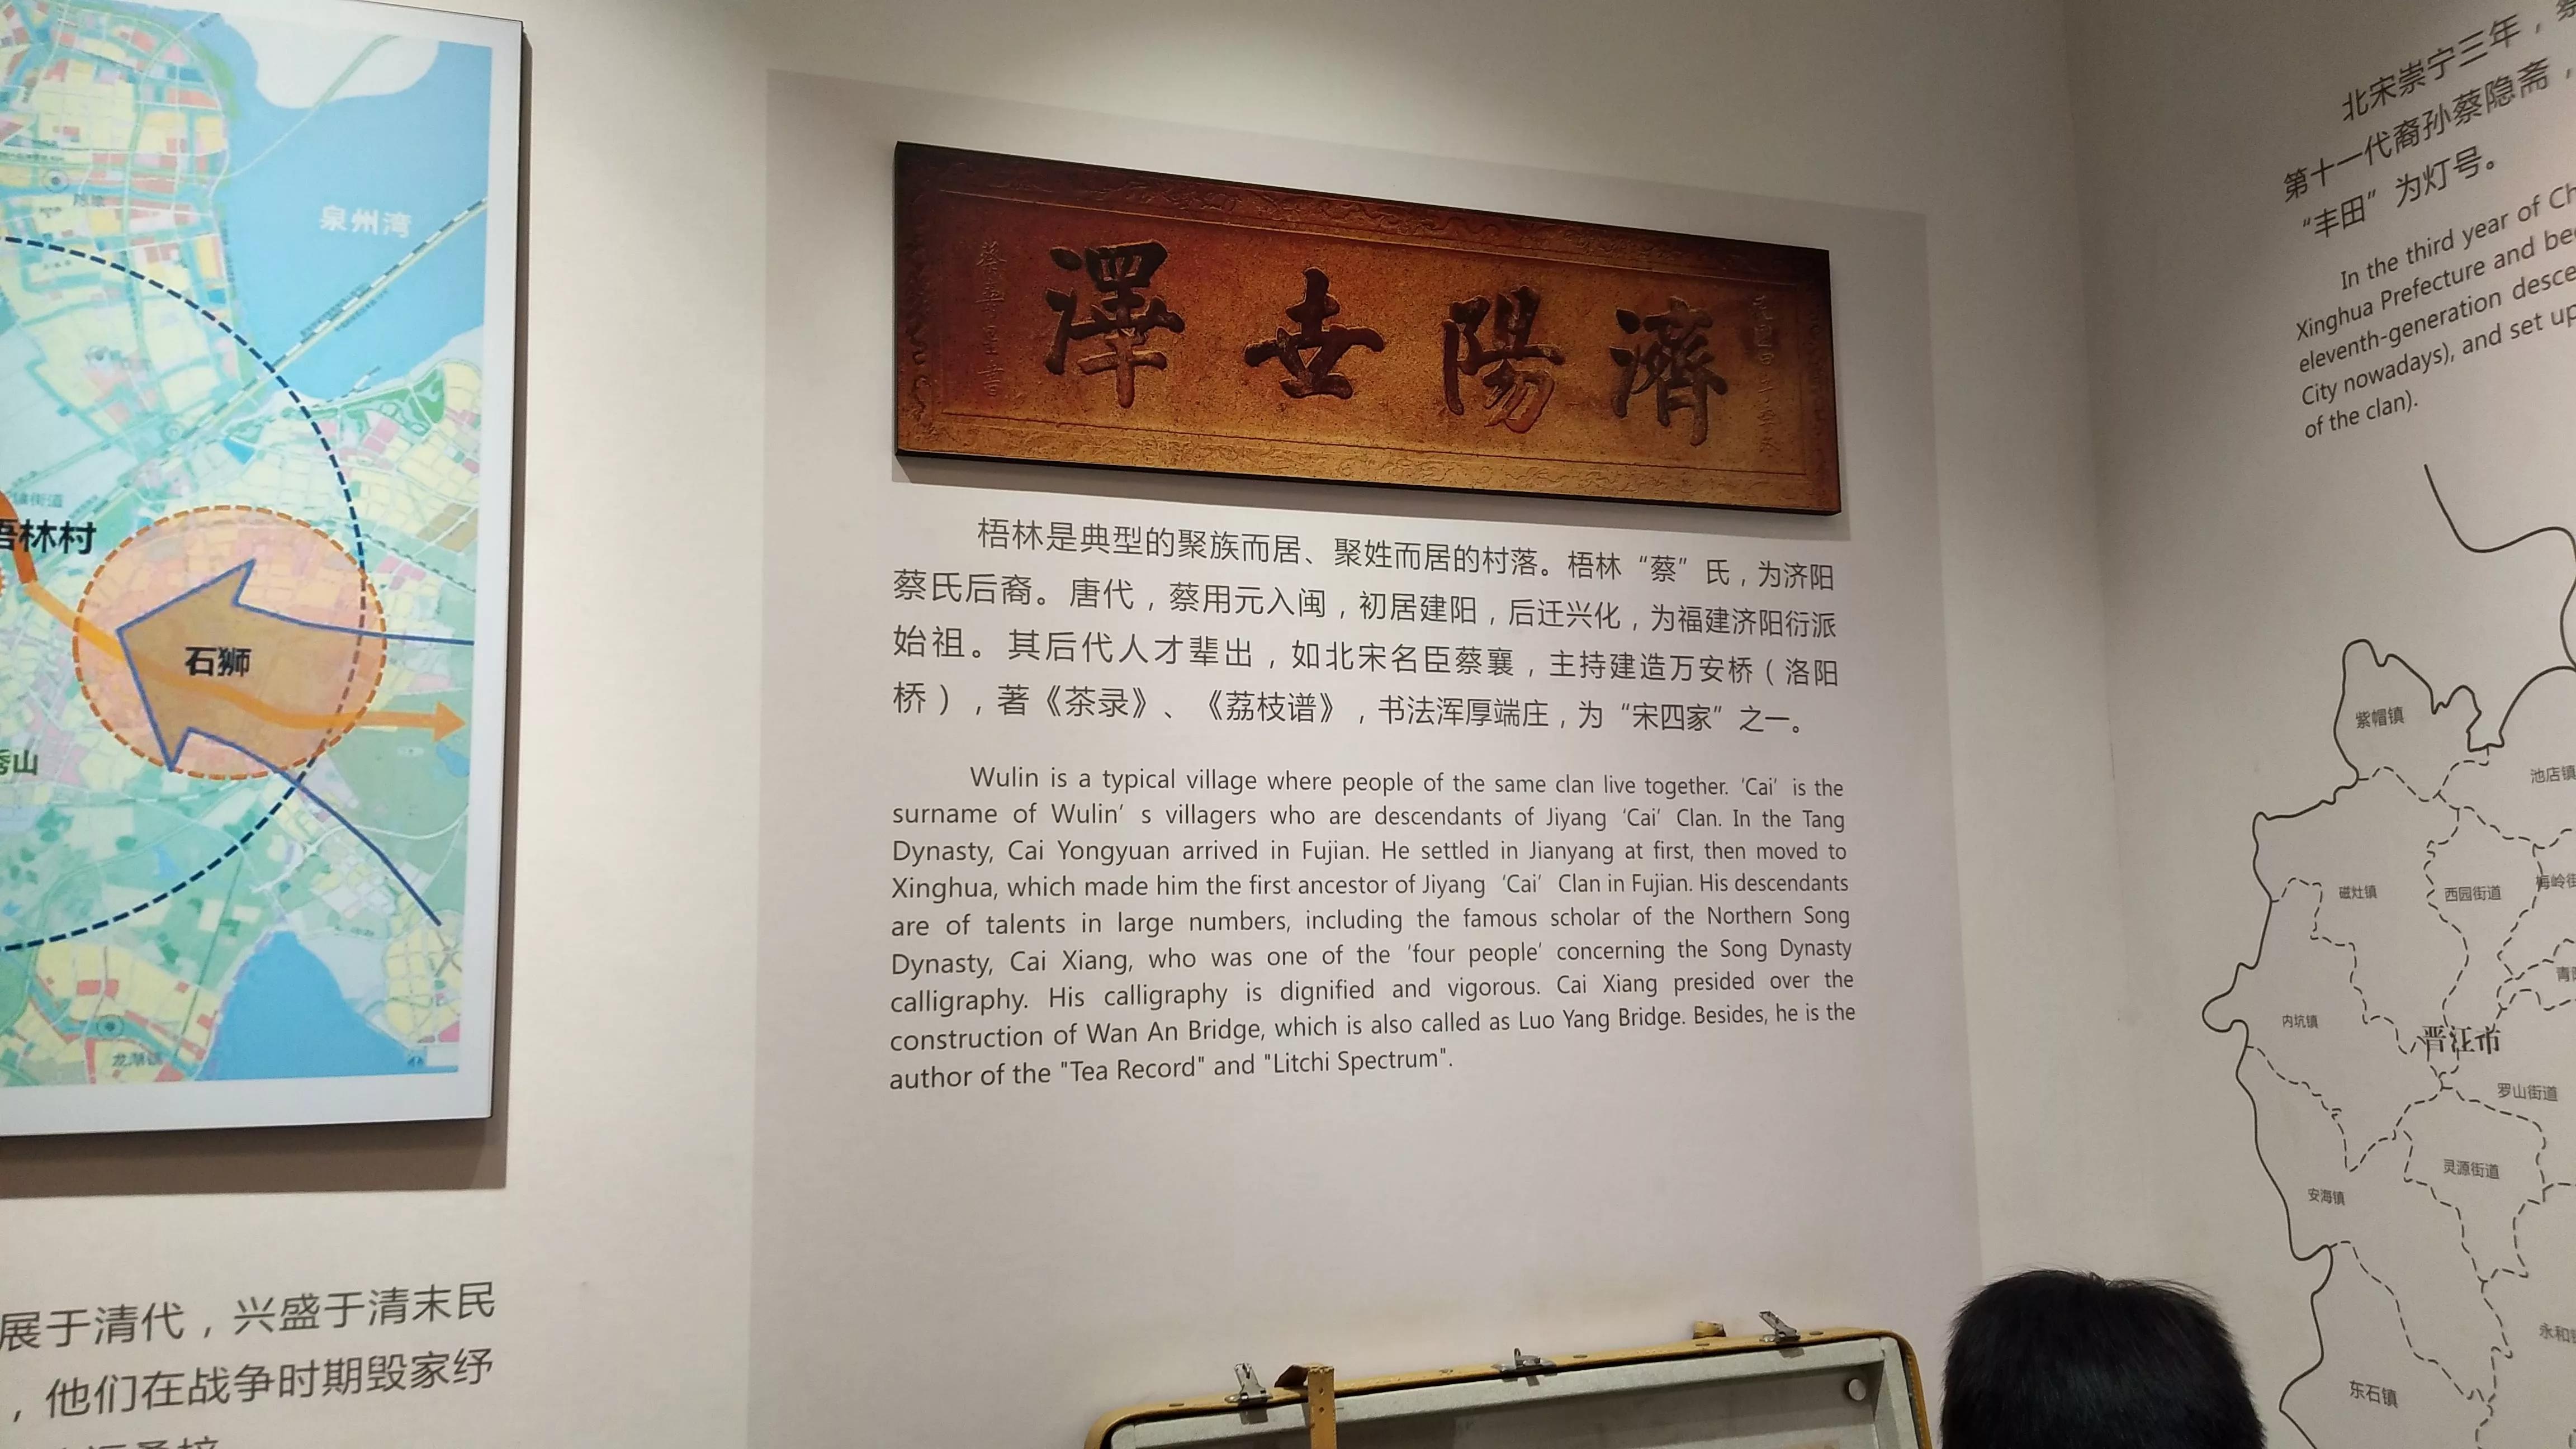 泉州湾
梧林村
石狮
秀山
龙湖镇
展于清代，兴盛于清末民
，他们在战争时期毁家纾
澤世陽濟
梧林是典型的聚族而居、聚姓而居的村落。梧林“蔡”氏，为济阳
蔡氏后裔。唐代，蔡用元入闽，初居建阳，后迁兴化，为福建济阳衍派
始祖。其后代人才辈出，如北宋名臣蔡襄，主持建造万安桥（洛阳
桥），著《茶录》、《荔枝谱》，书法浑厚端庄，为“宋四家”之一。
Wulin is a typical village where people of the same clan live together. ‘Cai’ is the
surname of Wulin’ s villagers who are descendants of Jiyang ‘Cai’ Clan. In the Tang
Dynasty, Cai Yongyuan arrived in Fujian. He settled in Jianyang at first, then moved to
Xinghua, which made him the first ancestor of Jiyang ‘Cai’ Clan in Fujian. His descendants
are of talents in large numbers, including the famous scholar of the Northern Song
Dynasty, Cai Xiang, who was one of the ‘four people’ concerning the Song Dynasty
calligraphy. His calligraphy is dignified and vigorous. Cai Xiang presided over the
construction of Wan An Bridge, which is also called as Luo Yang Bridge. Besides, he is the
author of the "Tea Record" and "Litchi Spectrum".
北宋崇宁三年，蔡
第十一代裔孙蔡隐斋，
“丰田”为灯号。
In the third year of Ch
Xinghua Prefecture and be
eleventh-generation desce
City nowadays), and set up
of the clan).
紫帽镇
池店镇
磁灶镇
西园街道
梅岭街
内坑镇
晋江市
罗山街道
灵源街道
安海镇
永和
东石镇